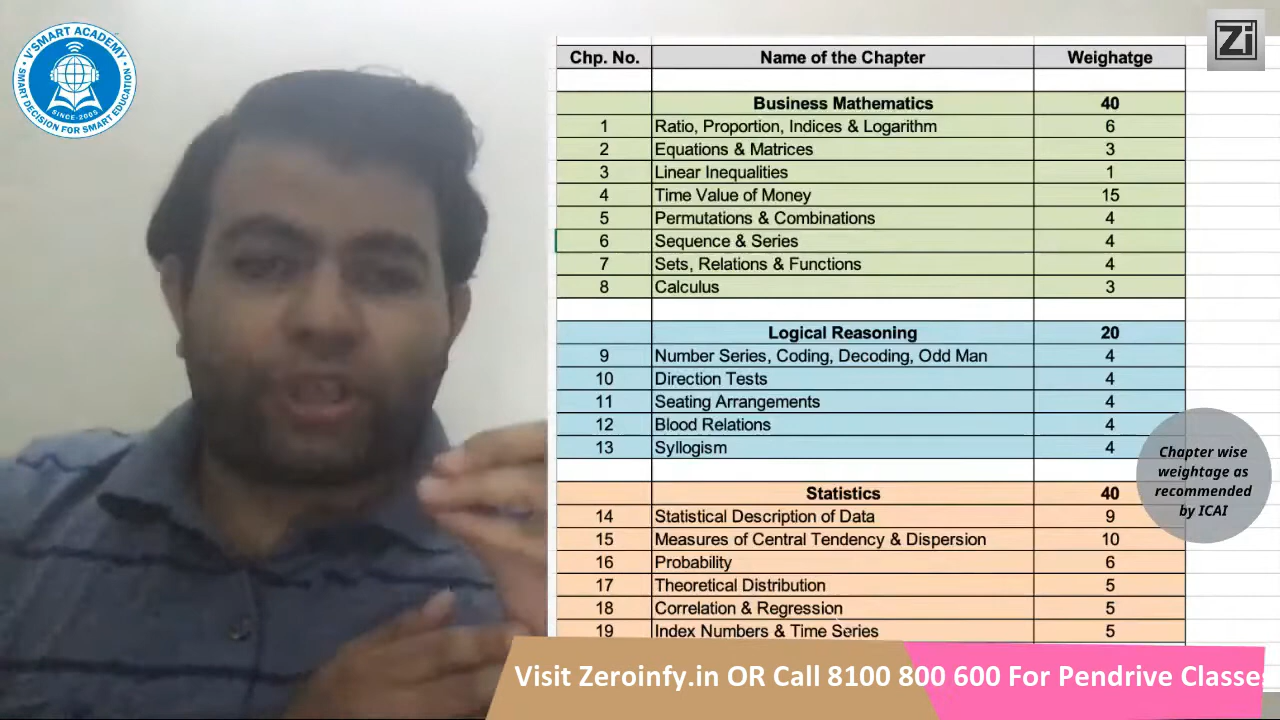 V'SMART ACADEMY
SMART DECISION FOR SMART EDUCATION
SINCE-2005
Zi
Chp. No. Name of the Chapter Weighatge
Business Mathematics 40
1 Ratio, Proportion, Indices & Logarithm 6
2 Equations & Matrices 3
3 Linear Inequalities 1
4 Time Value of Money 15
5 Permutations & Combinations 4
6 Sequence & Series 4
7 Sets, Relations & Functions 4
8 Calculus 3
Logical Reasoning 20
9 Number Series, Coding, Decoding, Odd Man 4
10 Direction Tests 4
11 Seating Arrangements 4
12 Blood Relations 4
13 Syllogism 4
Statistics 40
14 Statistical Description of Data 9
15 Measures of Central Tendency & Dispersion 10
16 Probability 6
17 Theoretical Distribution 5
18 Correlation & Regression 5
19 Index Numbers & Time Series 5
Chapter wise
weightage as
recommended
by ICAI
Visit Zeroinfy.in OR Call 8100 800 600 For Pendrive Classes